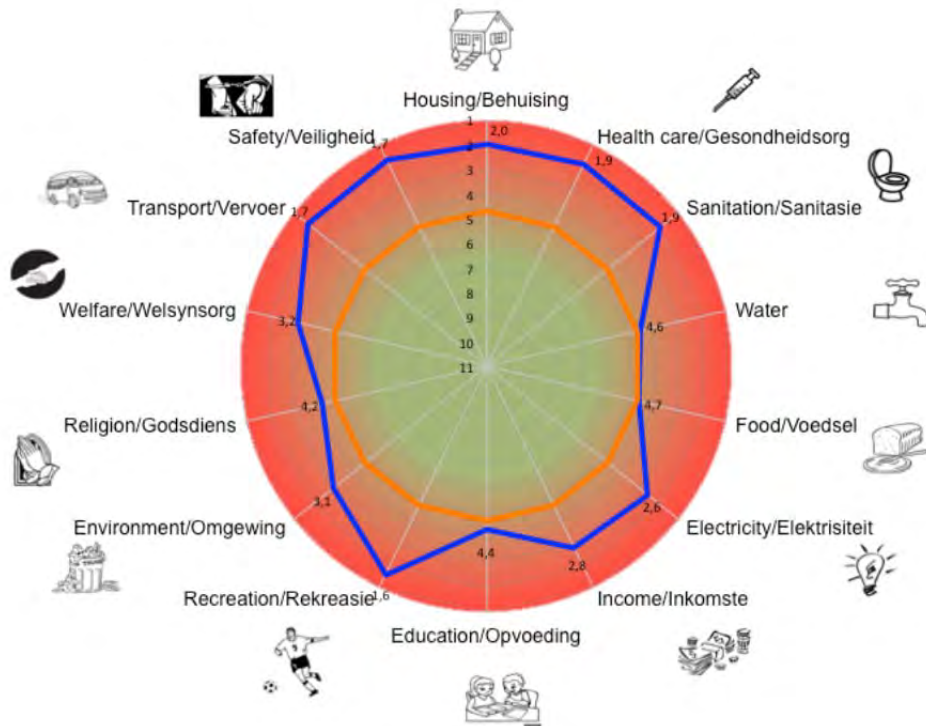 Housing/Behuising
Safety/Veiligheid
Health care/Gesondheidsorg
Transport/Vervoer
Sanitation/Sanitasie
Welfare/Welsynsorg
Water
Religion/Godsdiens
Food/Voedsel
Environment/Omgewing
Electricity/Elektrisiteit
Recreation/Rekreasie
Income/Inkomste
Education/Opvoeding
1
2
3
4
5
6
7
8
9
10
11
2,0
1,9
1,9
4,6
4,7
2,6
2,8
4,4
1,6
3,1
4,2
3,2
1,7
1,7